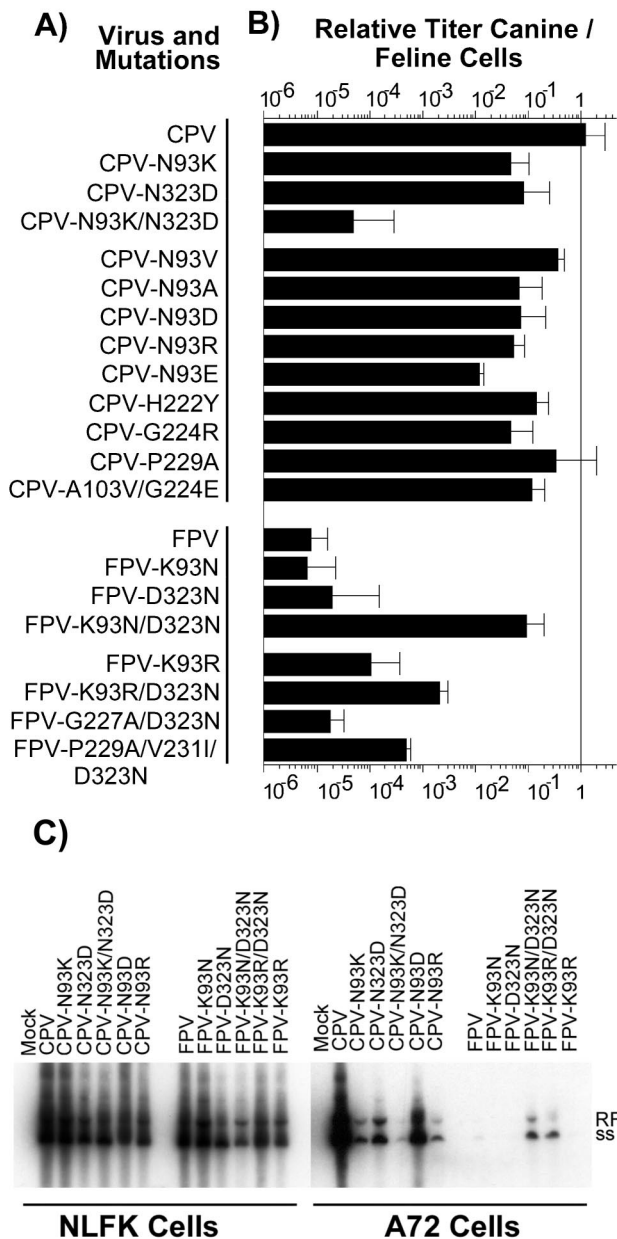 A)
Virus and
Mutations
B)
Relative Titer Canine /
Feline Cells
10-6 10-5 10-4 10-3 10-2 10-1 1
CPV
CPV-N93K
CPV-N323D
CPV-N93K/N323D
CPV-N93V
CPV-N93A
CPV-N93D
CPV-N93R
CPV-N93E
CPV-H222Y
CPV-G224R
CPV-P229A
CPV-A103V/G224E
FPV
FPV-K93N
FPV-D323N
FPV-K93N/D323N
FPV-K93R
FPV-K93R/D323N
FPV-G227A/D323N
FPV-P229A/V231I/
D323N
10-6 10-5 10-4 10-3 10-2 10-1 1
C)
Mock
CPV
CPV-N93K
CPV-N323D
CPV-N93K/N323D
CPV-N93D
CPV-N93R
FPV
FPV-K93N
FPV-D323N
FPV-K93N/D323N
FPV-K93R/D323N
FPV-K93R
Mock
CPV
CPV-N93K
CPV-N323D
CPV-N93K/N323D
CPV-N93D
CPV-N93R
FPV
FPV-K93N
FPV-D323N
FPV-K93N/D323N
FPV-K93R/D323N
FPV-K93R
RF
ss
NLFK Cells
A72 Cells